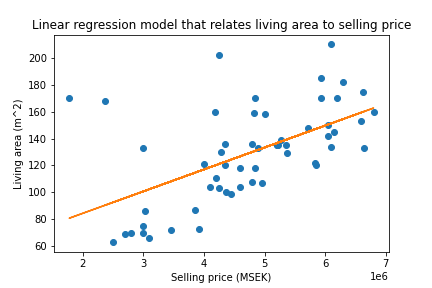 Linear regression model that relates living area to selling price
Living area (m^2)
200
180
160
140
120
100
80
60
2 3 4 5 6 7
1e6
Selling price (MSEK)